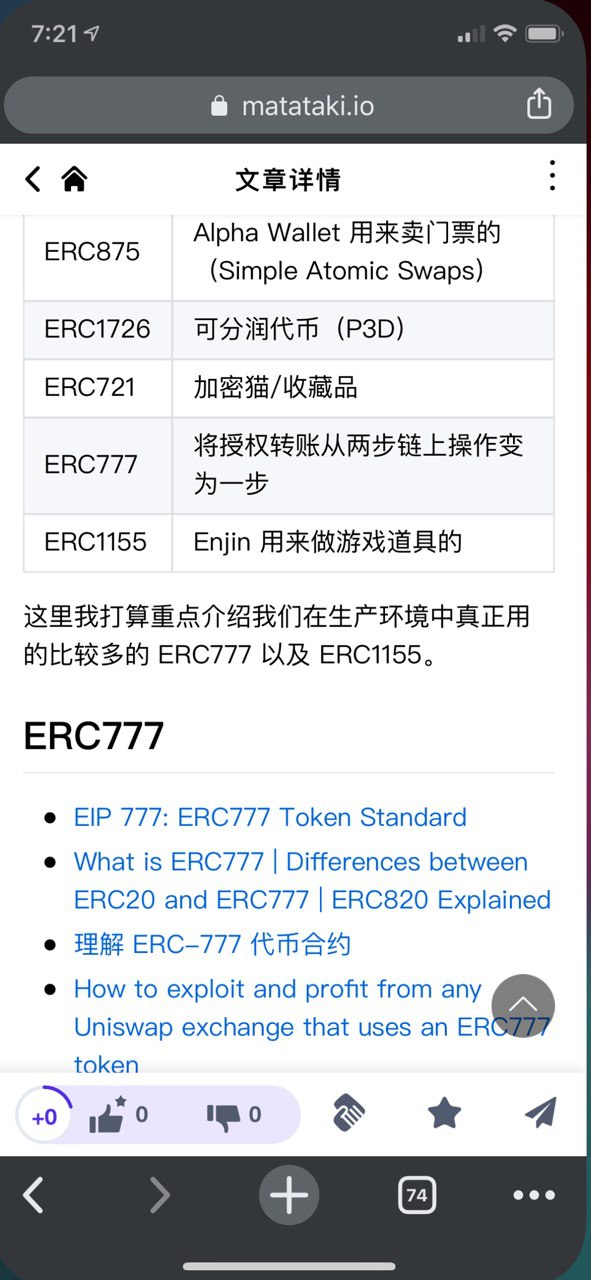 7:21
matataki.io
文章详情
ERC875
Alpha Wallet 用来卖门票的
（Simple Atomic Swaps）
ERC1726
可分润代币（P3D）
ERC721
加密猫/收藏品
ERC777
将授权转账从两步链上操作变
为一步
ERC1155
Enjin 用来做游戏道具的
这里我打算重点介绍我们在生产环境中真正用
的比较多的 ERC777 以及 ERC1155。
ERC777
EIP 777: ERC777 Token Standard
What is ERC777 | Differences between
ERC20 and ERC777 | ERC820 Explained
理解 ERC-777 代币合约
How to exploit and profit from any
Uniswap exchange that uses an ERC777
token
+0
0
0
74